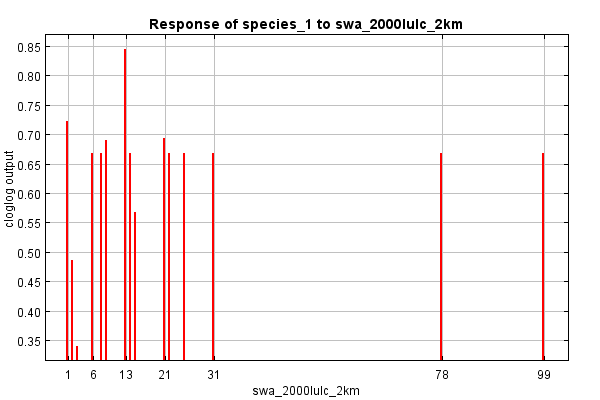 Response of species_1 to swa_2000lulc_2km
cloglog output
0.85
0.80
0.75
0.70
0.65
0.60
0.55
0.50
0.45
0.40
0.35
1 6 13 21 31 78 99
swa_2000lulc_2km